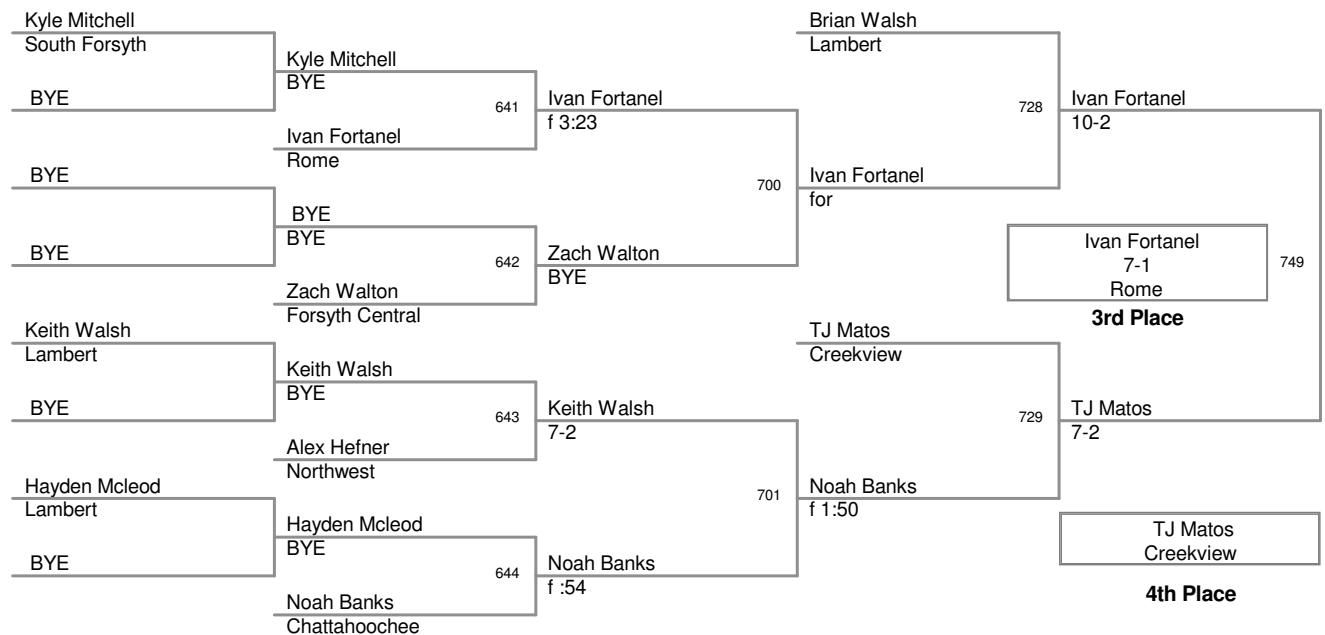 Kyle Mitchell
South Forsyth
BYE
BYE
BYE
Keith Walsh
Lambert
BYE
Hayden Mcleod
Lambert
BYE
Kyle Mitchell
BYE
641
Ivan Fortanel
Rome
BYE
BYE
642
Zach Walton
Forsyth Central
Keith Walsh
BYE
643
Alex Hefner
Northwest
Hayden Mcleod
BYE
644
Noah Banks
Chattahoochee
Ivan Fortanel
f 3:23
700
Zach Walton
BYE
Keith Walsh
7-2
701
Noah Banks
f :54
Brian Walsh
Lambert
728
Ivan Fortanel
for
TJ Matos
Creekview
729
Noah Banks
f 1:50
Ivan Fortanel
10-2
Ivan Fortanel
7-1
Rome
749
3rd Place
TJ Matos
7-2
TJ Matos
Creekview
4th Place